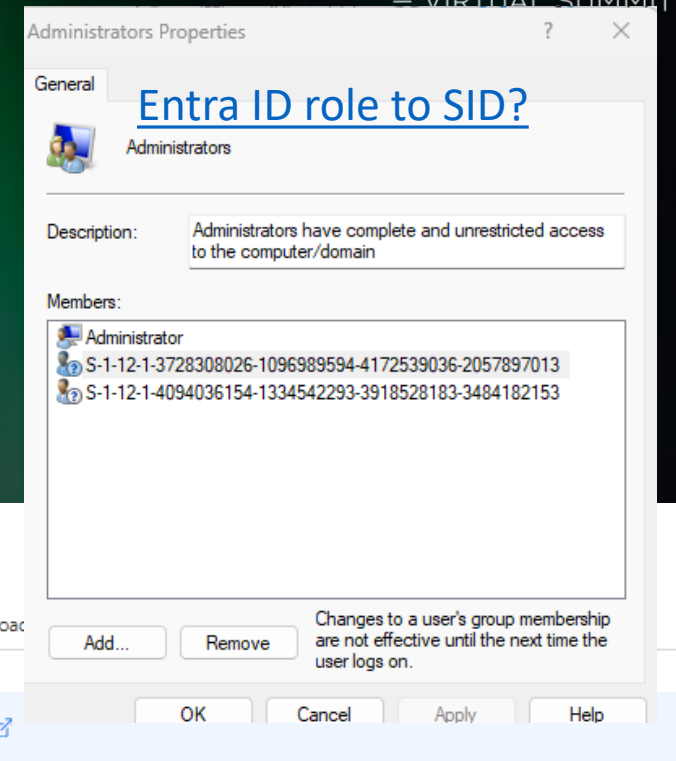 VIRTUAL SUMMIT
Administrators Properties
?
General
Entra ID role to SID?
Administrators
Description:
Administrators have complete and unrestricted access
to the computer/domain
Members:
Administrator
S-1-12-1-3728308026-1096989594-4172539036-2057897013
S-1-12-1-4094036154-1334542293-3918528183-3484182153
Changes to a user's group membership
are not effective until the next time the
user logs on.
Add...
Remove
OK
Cancel
Apply
Help